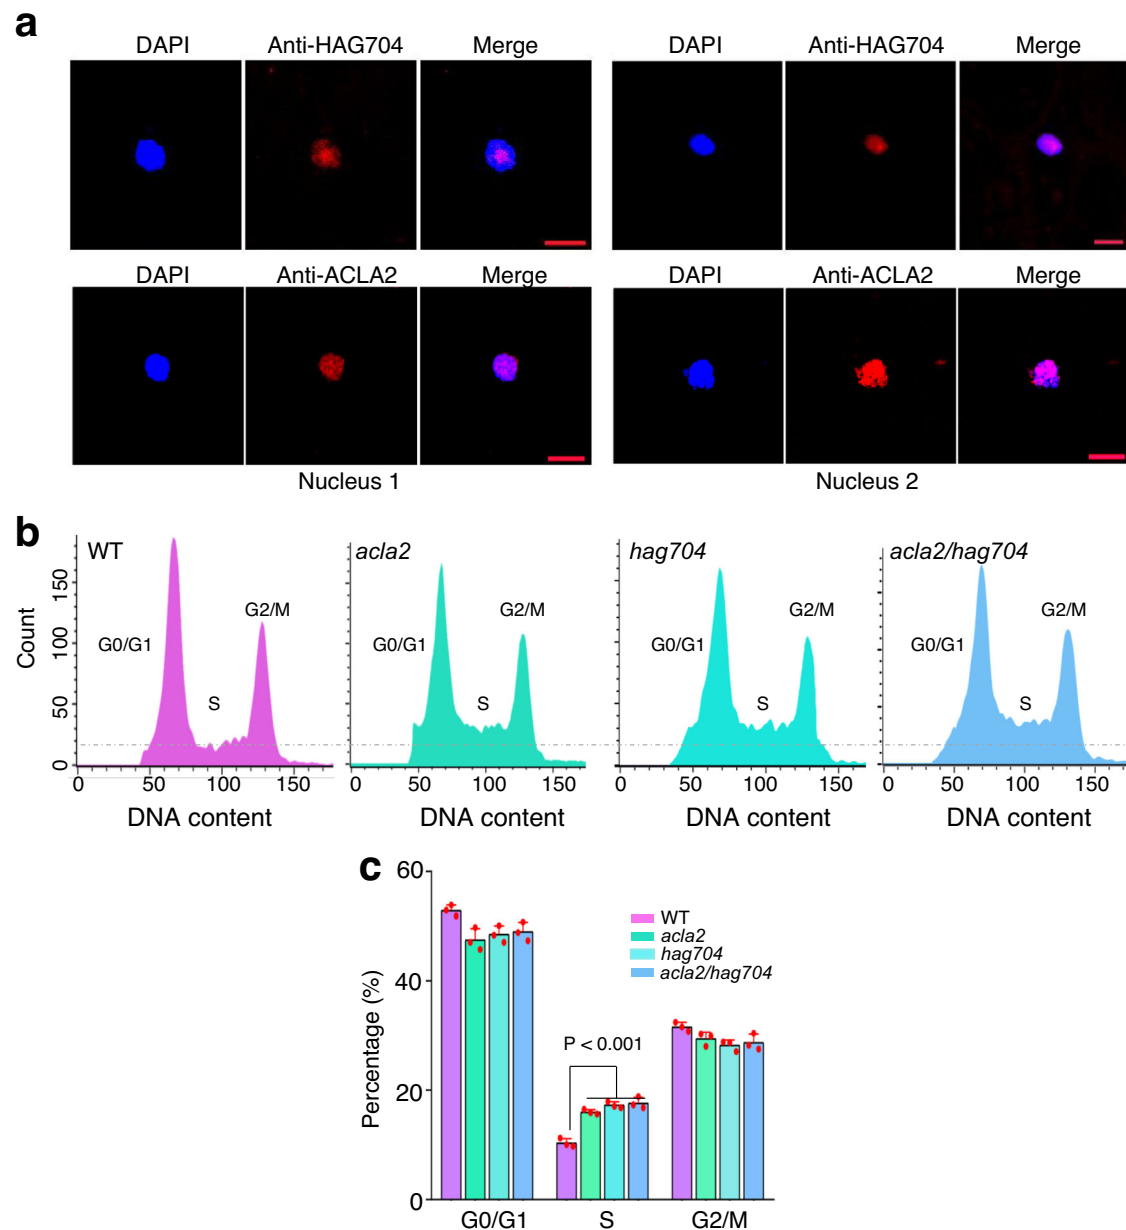 a
DAPI Anti-HAG704 Merge DAPI Anti-HAG704 Merge
DAPI Anti-ACLA2 Merge DAPI Anti-ACLA2 Merge
Nucleus 1 Nucleus 2
b
WT acla2 hag704 acla2/hag704
G2/M G2/M G2/M G2/M
G0/G1 G0/G1 G0/G1 G0/G1
S S S S
Count
0 50 100 150
0 50 100 150 0 50 100 150 0 50 100 150 0 50 100 150
DNA content DNA content DNA content DNA content
c
Percentage (%)
60
40
20
0
WT
acla2
hag704
acla2/hag704
P < 0.001
G0/G1 S G2/M